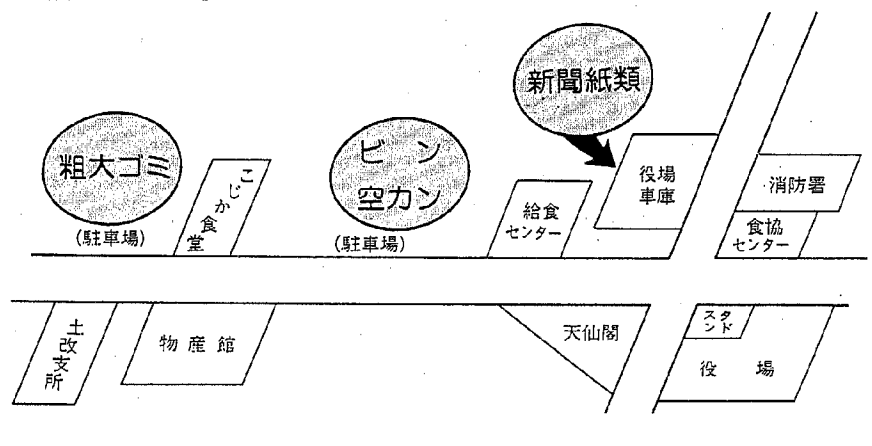 新聞紙類
粗大ゴミ
(駐車場)
こじか食堂
ビン
空カン
(駐車場)
給食
センター
役場
車庫
消防署
食協
センター
土改支所
物産館
天仙閣
スタンド
役場